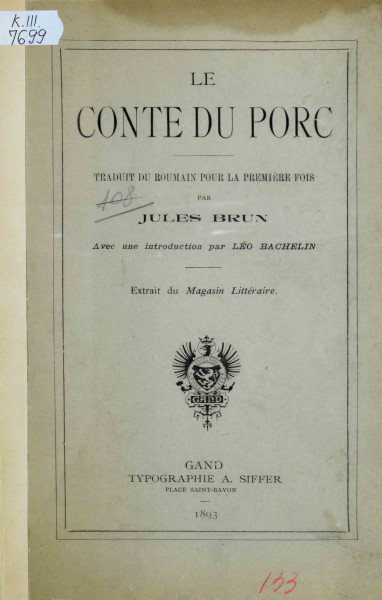 K.III.
7699
LE
CONTE DU PORC
TRADUIT DU ROUMAIN POUR LA PREMIÈRE FOIS
PAR
408
JULES BRUN
Avec une introduction par LÉO BACHELIN
Extrait du Magasin Littéraire.
GAND
GAND
TYPOGRAPHIE A. SIFFER
PLACE SAINT-BAVON
1893
133